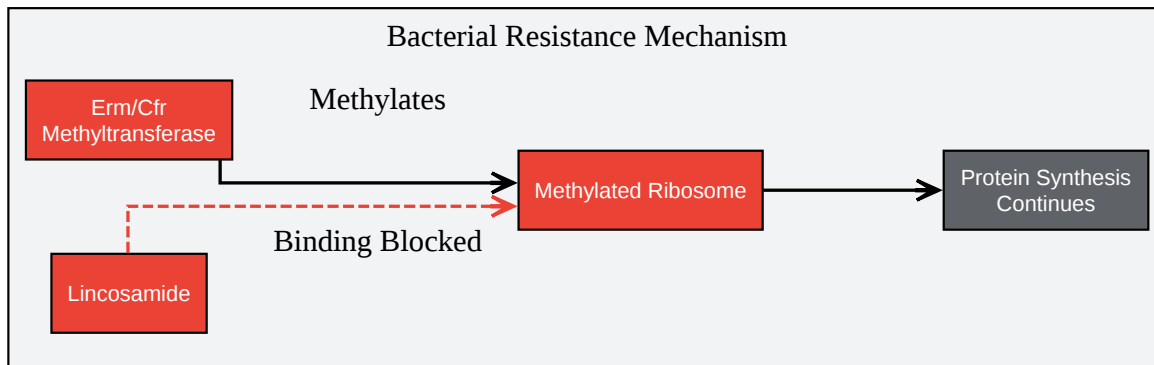 Bacterial Resistance Mechanism
Erm/Cfr
Methyltransferase
Methylates
Methylated Ribosome
Protein Synthesis
Continues
Binding Blocked
Lincosamide